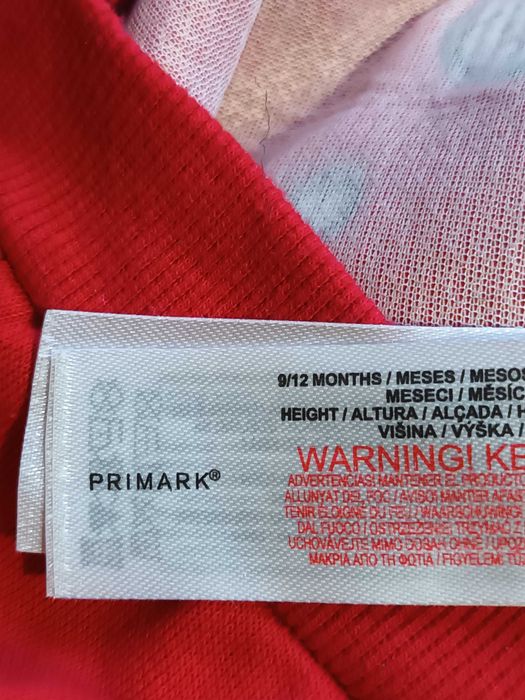 PRIMARK®
9/12 MONTHS / MESES / MESOS
MESECI / MĚSÍC
HEIGHT / ALTURA / ALÇADA / H
VIŠINA / VÝŠKA /
WARNING! KE
ADVERTENCIAS! MANTENER EL PRODUCTO
ALLUNYAT DEL FOC / AVISO! MANTER AFAS
TENIR ÉLOIGNÉ DU FEU / WAARSCHUWING!
DAL FUOCO / OSTRZEŻENIE: TRZYMAĆ Z
UCHOVÁVEJTE MIMO DOSAH OHNĚ / UPOZ
ΜΑΚΡΙΑ ΑΠΟ ΤΗ ΦΩΤΙΑ / FIGYELEM: TŰ